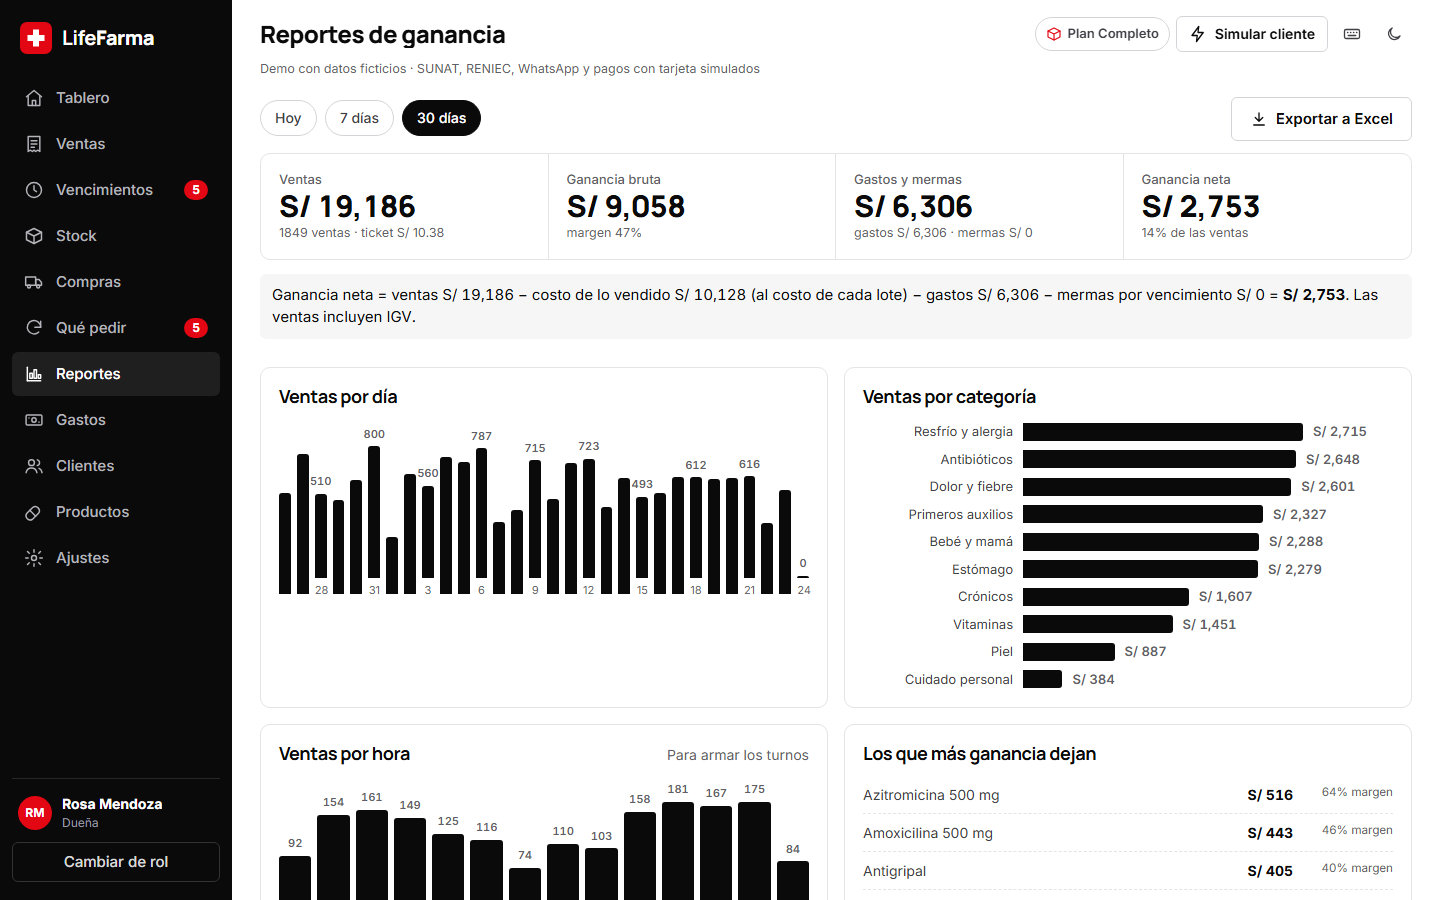 LifeFarma
Tablero
Ventas
Vencimientos 5
Stock
Compras
Qué pedir 5
Reportes
Gastos
Clientes
Productos
Ajustes
RM
Rosa Mendoza
Dueña
Cambiar de rol
Reportes de ganancia
Plan Completo
Simular cliente
Demo con datos ficticios · SUNAT, RENIEC, WhatsApp y pagos con tarjeta simulados
Hoy
7 días
30 días
Exportar a Excel
Ventas
S/ 19,186
1849 ventas · ticket S/ 10.38
Ganancia bruta
S/ 9,058
margen 47%
Gastos y mermas
S/ 6,306
gastos S/ 6,306 · mermas S/ 0
Ganancia neta
S/ 2,753
14% de las ventas
Ganancia neta = ventas S/ 19,186 − costo de lo vendido S/ 10,128 (al costo de cada lote) − gastos S/ 6,306 − mermas por vencimiento S/ 0 = S/ 2,753. Las
ventas incluyen IGV.
Ventas por día
510 800 560 787 715 723 493 612 616 0
28 31 3 6 9 12 15 18 21 24
Ventas por categoría
Resfrío y alergia S/ 2,715
Antibióticos S/ 2,648
Dolor y fiebre S/ 2,601
Primeros auxilios S/ 2,327
Bebé y mamá S/ 2,288
Estómago S/ 2,279
Crónicos S/ 1,607
Vitaminas S/ 1,451
Piel S/ 887
Cuidado personal S/ 384
Ventas por hora
Para armar los turnos
92 154 161 149 125 116 74 110 103 158 181 167 175 84
Los que más ganancia dejan
Azitromicina 500 mg S/ 516 64% margen
Amoxicilina 500 mg S/ 443 46% margen
Antigripal S/ 405 40% margen